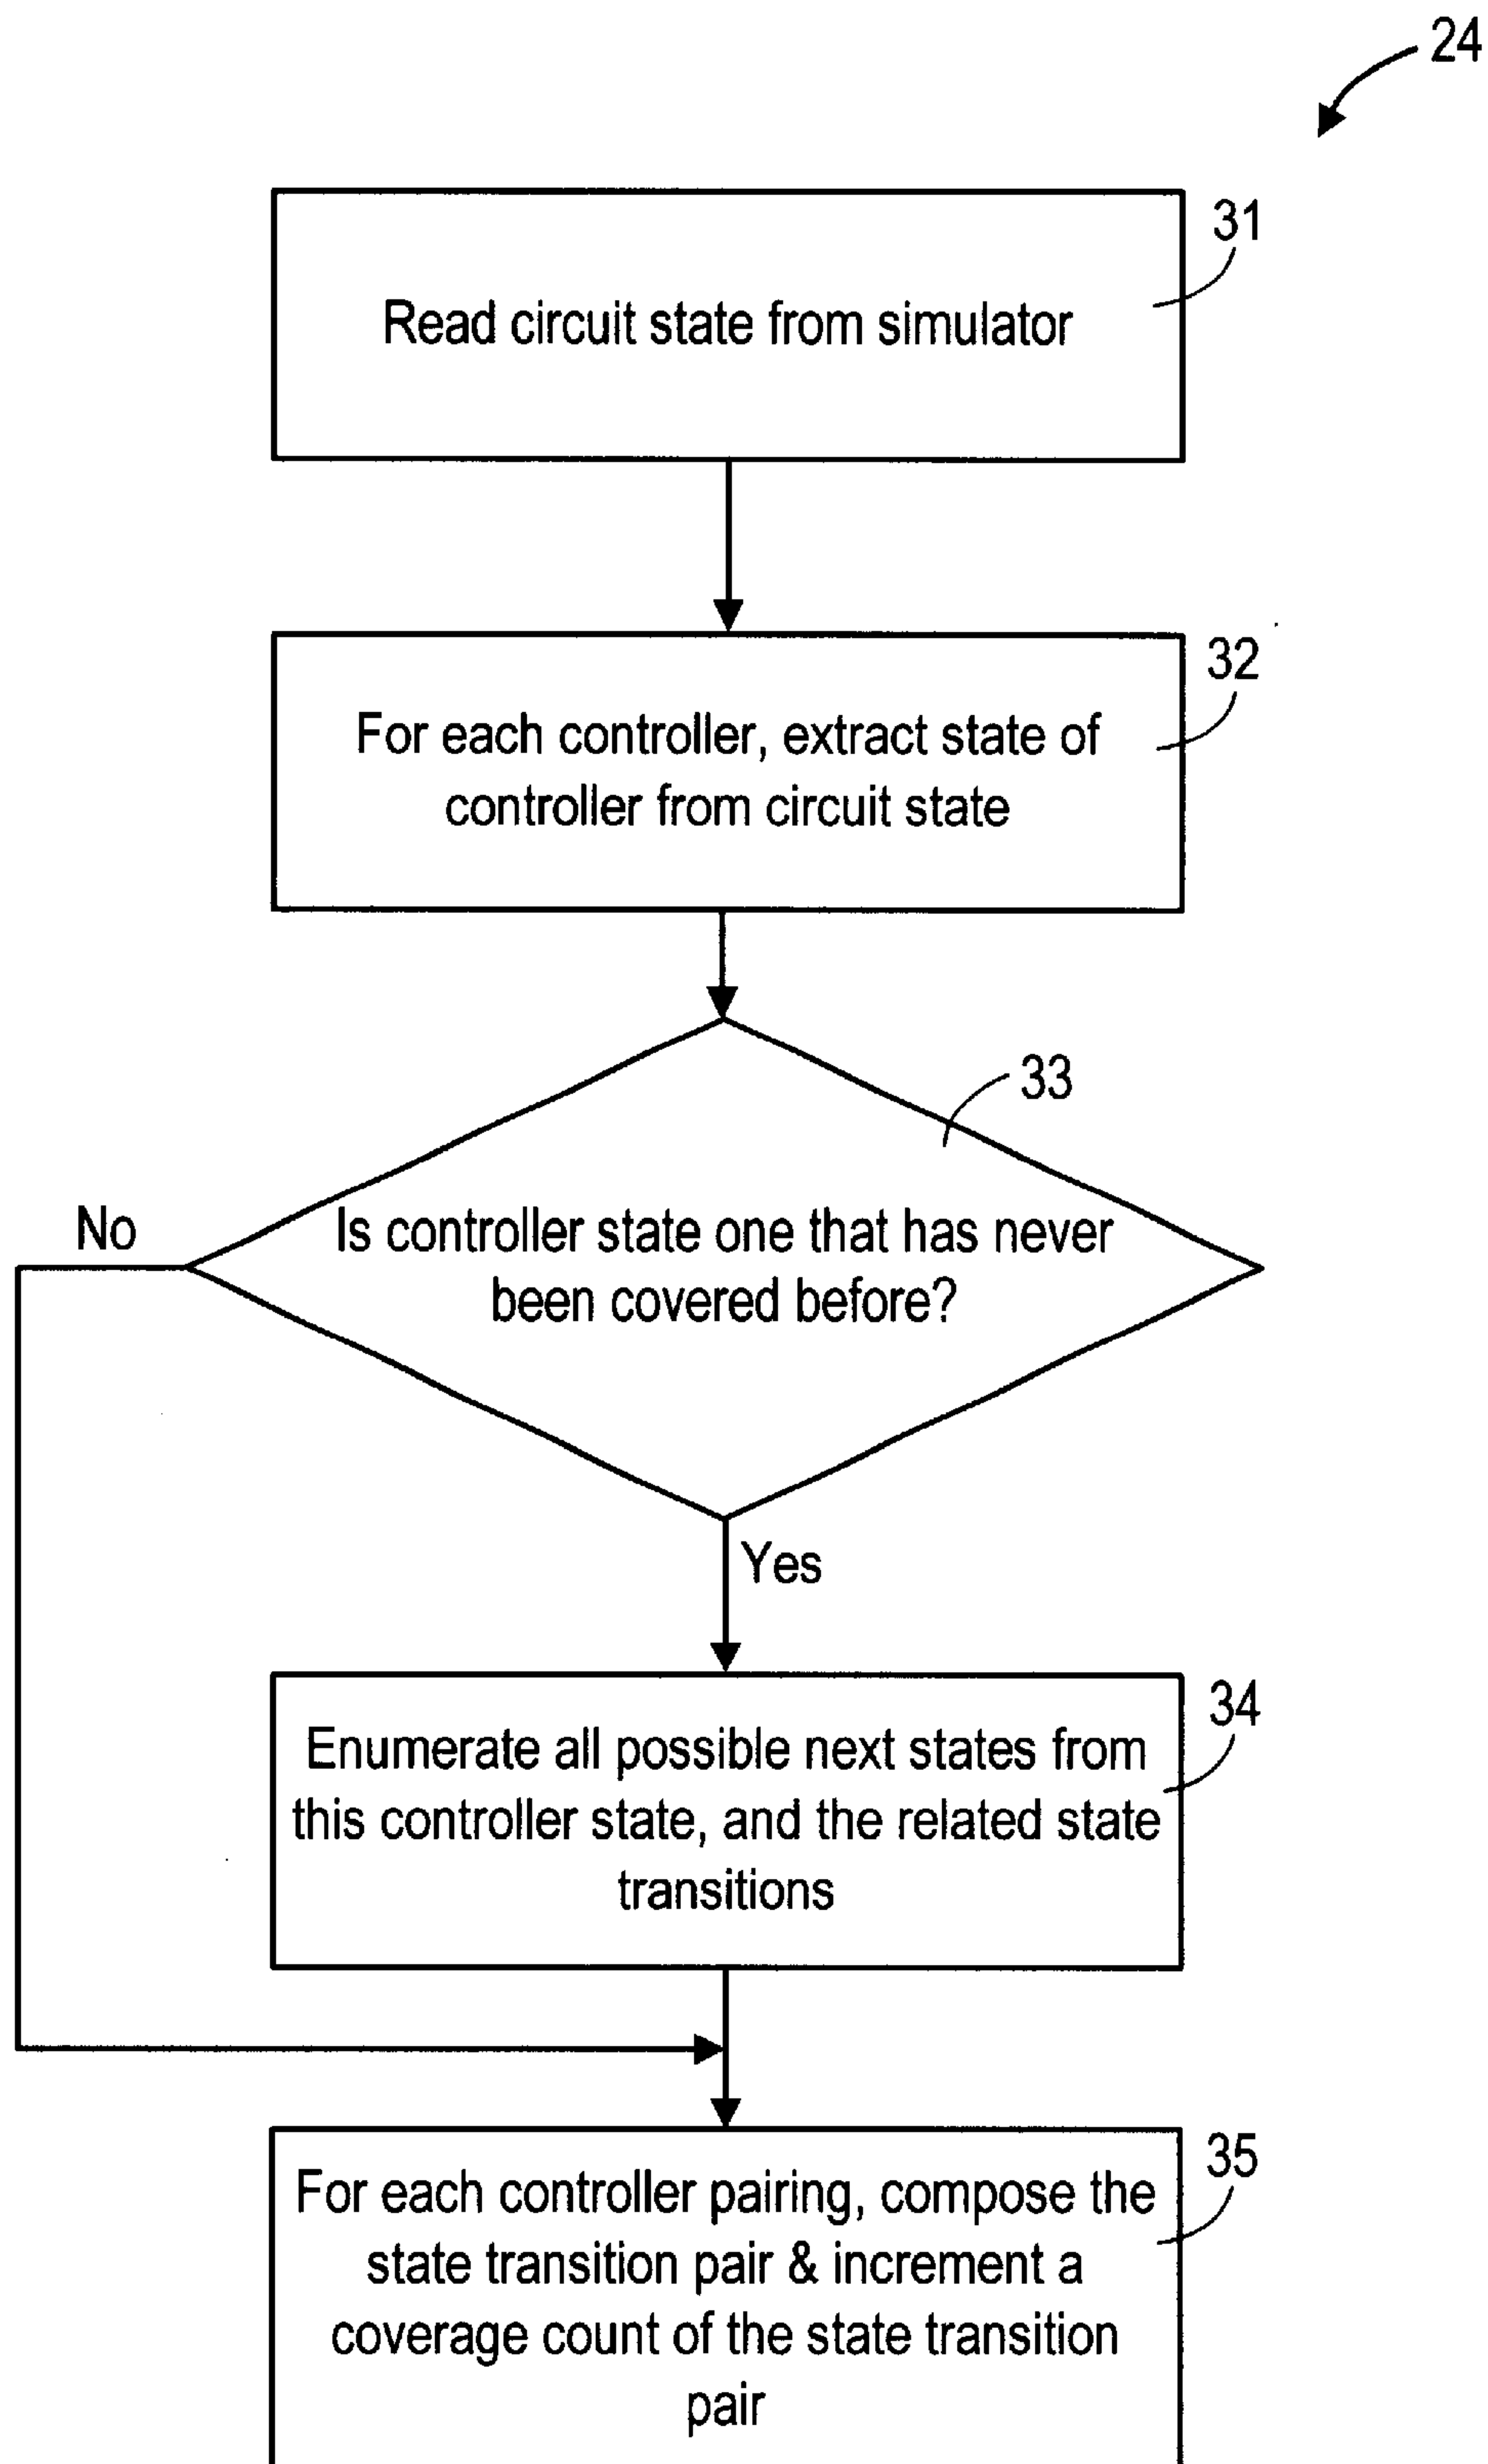 24
31
Read circuit state from simulator
32
For each controller, extract state of
controller from circuit state
33
No
Is controller state one that has never
been covered before?
Yes
34
Enumerate all possible next states from
this controller state, and the related state
transitions
35
For each controller pairing, compose the
state transition pair & increment a
coverage count of the state transition
pair